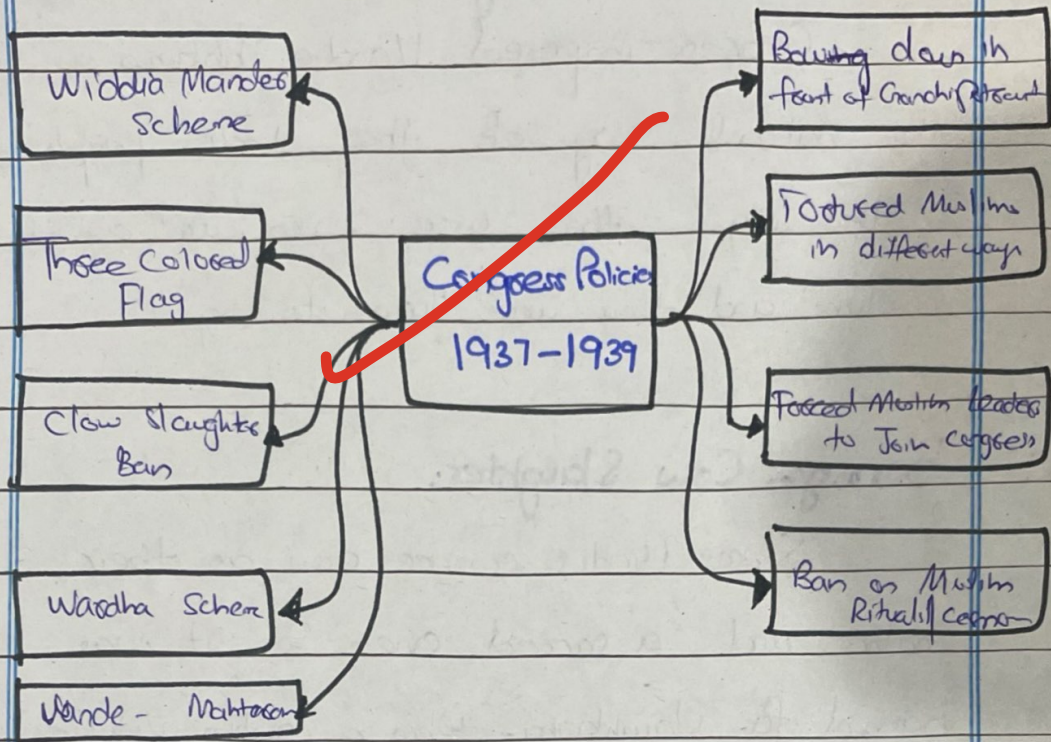 Widdia Mander
Scheme
Three Colored
Flag
Clow Slaughter
Ban
Wardha Scheme
Vande - Mahtaram
Congress Policies
1937-1939
Bowing down in
front of Gandhi
Tortured Muslims
in different ways
Forced Muslim leaders
to Join congress
Ban on Muslim
Rituals/